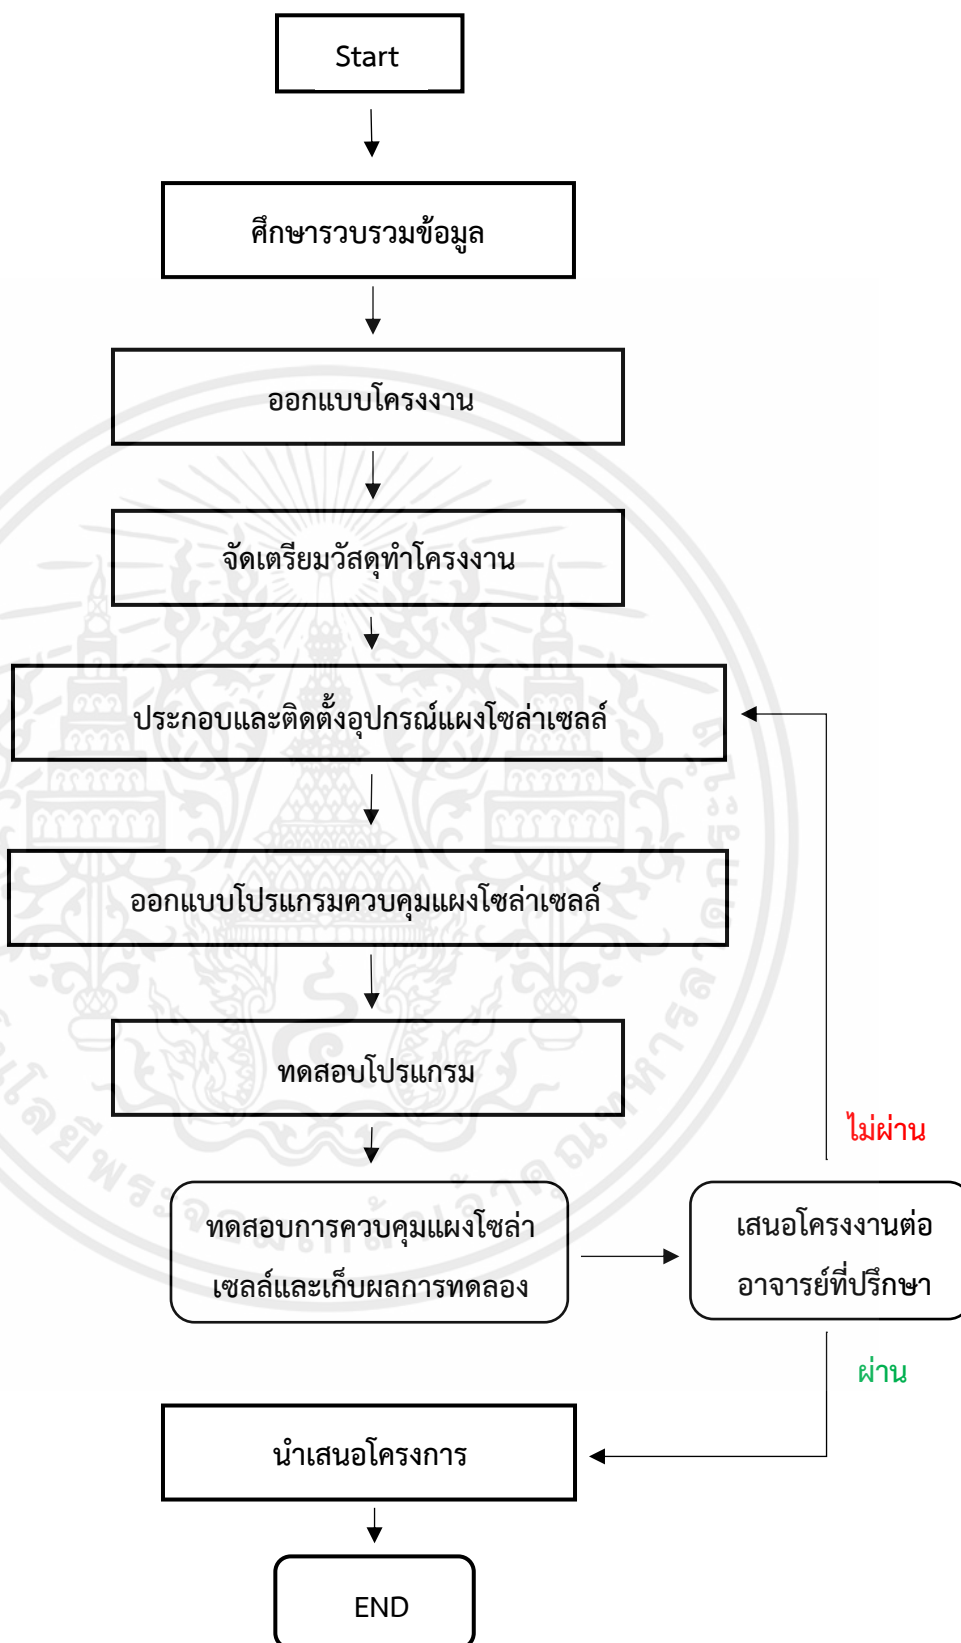 Start
ศึกษารวบรวมข้อมูล
ออกแบบโครงงาน
จัดเตรียมวัสดุทำโครงงาน
ประกอบและติดตั้งอุปกรณ์แผงโซล่าเซลล์
ออกแบบโปรแกรมควบคุมแผงโซล่าเซลล์
ทดสอบโปรแกรม
ไม่ผ่าน
ทดสอบการควบคุมแผงโซล่า
เซลล์และเก็บผลการทดลอง
เสนอโครงงานต่อ
อาจารย์ที่ปรึกษา
ผ่าน
นำเสนอโครงการ
END